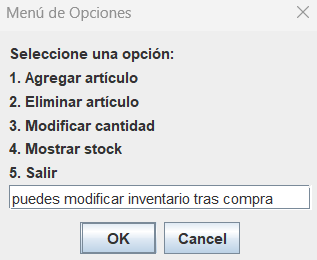 Menú de Opciones
Seleccione una opción:
1. Agregar artículo
2. Eliminar artículo
3. Modificar cantidad
4. Mostrar stock
5. Salir
puedes modificar inventario tras compra
OK Cancel